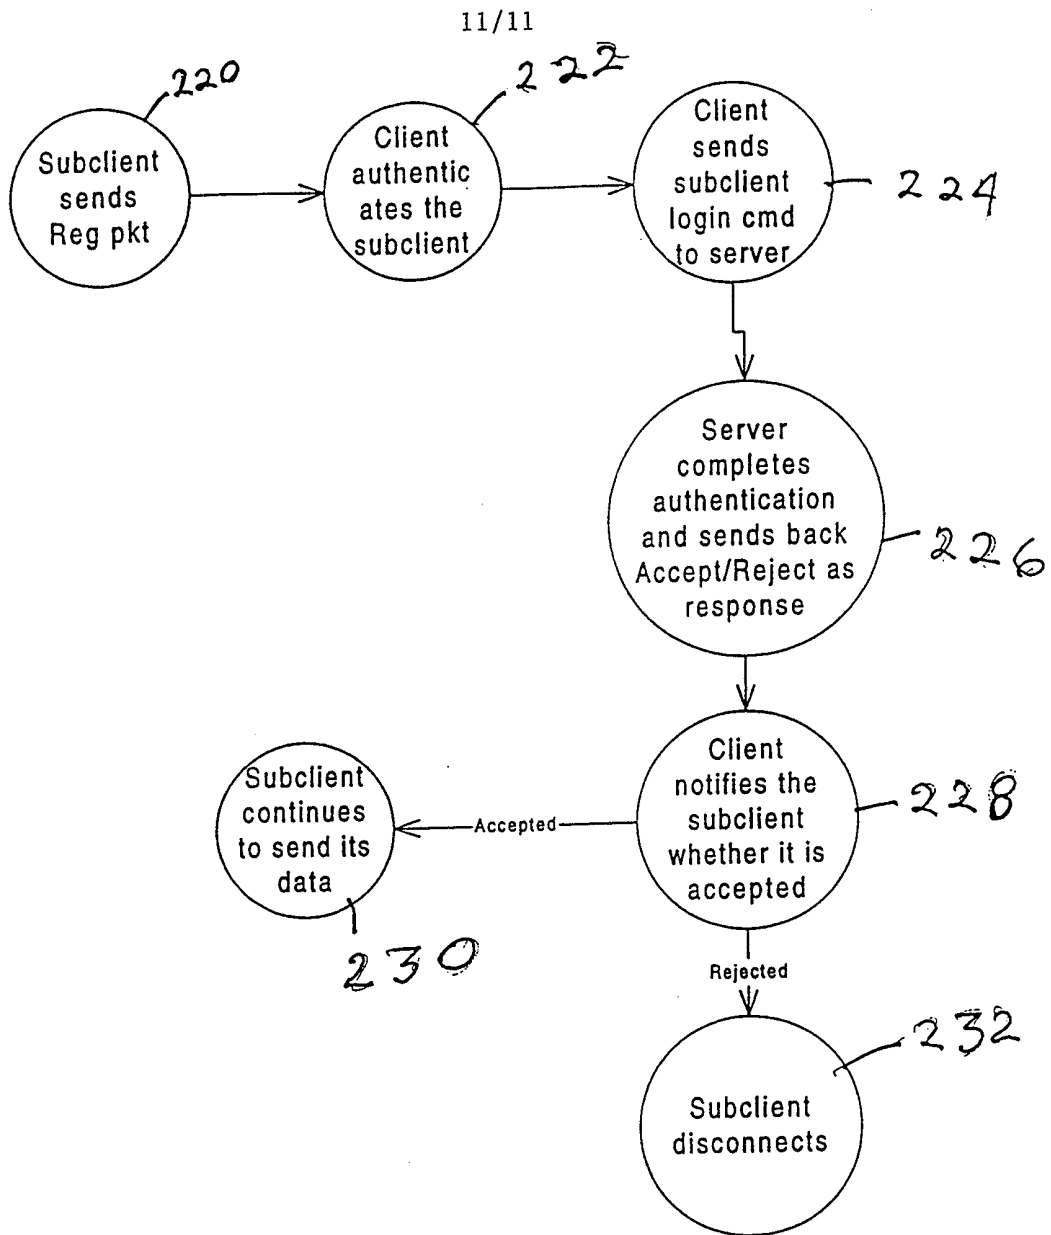 11/11
220
Subclient
sends
Reg pkt
222
Client
authentic
ates the
subclient
Client
sends
subclient
login cmd
to server
224
Server
completes
authentication
and sends back
Accept/Reject as
response
226
Client
notifies the
subclient
whether it is
accepted
228
Accepted
Subclient
continues
to send its
data
230
Rejected
Subclient
disconnects
232